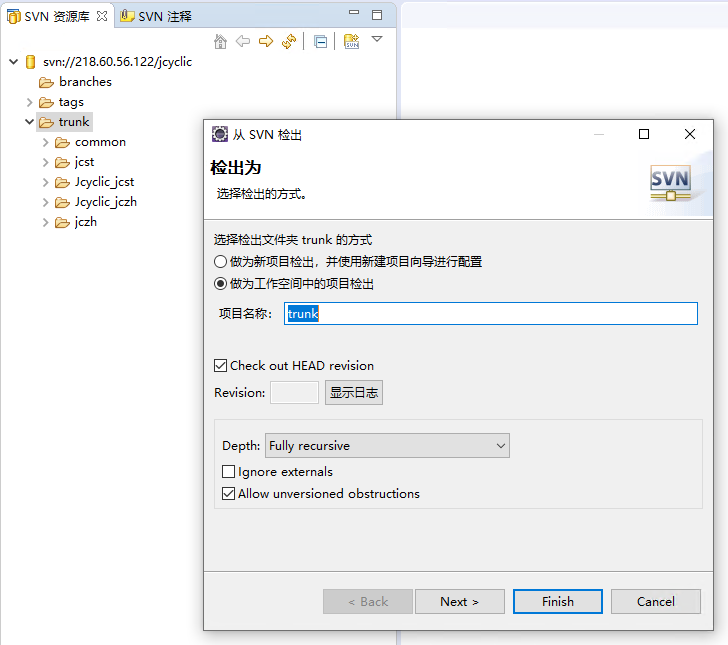 SVN 资源库
SVN 注释
svn://218.60.56.122/jcyclic
branches
tags
trunk
common
jcst
Jcyclic_jcst
Jcyclic_jczh
jczh
从 SVN 检出
检出为
选择检出的方式。
SVN
选择检出文件夹 trunk 的方式
做为新项目检出，并使用新建项目向导进行配置
做为工作空间中的项目检出
项目名称： trunk
Check out HEAD revision
Revision: 显示日志
Depth: Fully recursive
Ignore externals
Allow unversioned obstructions
< Back Next > Finish Cancel